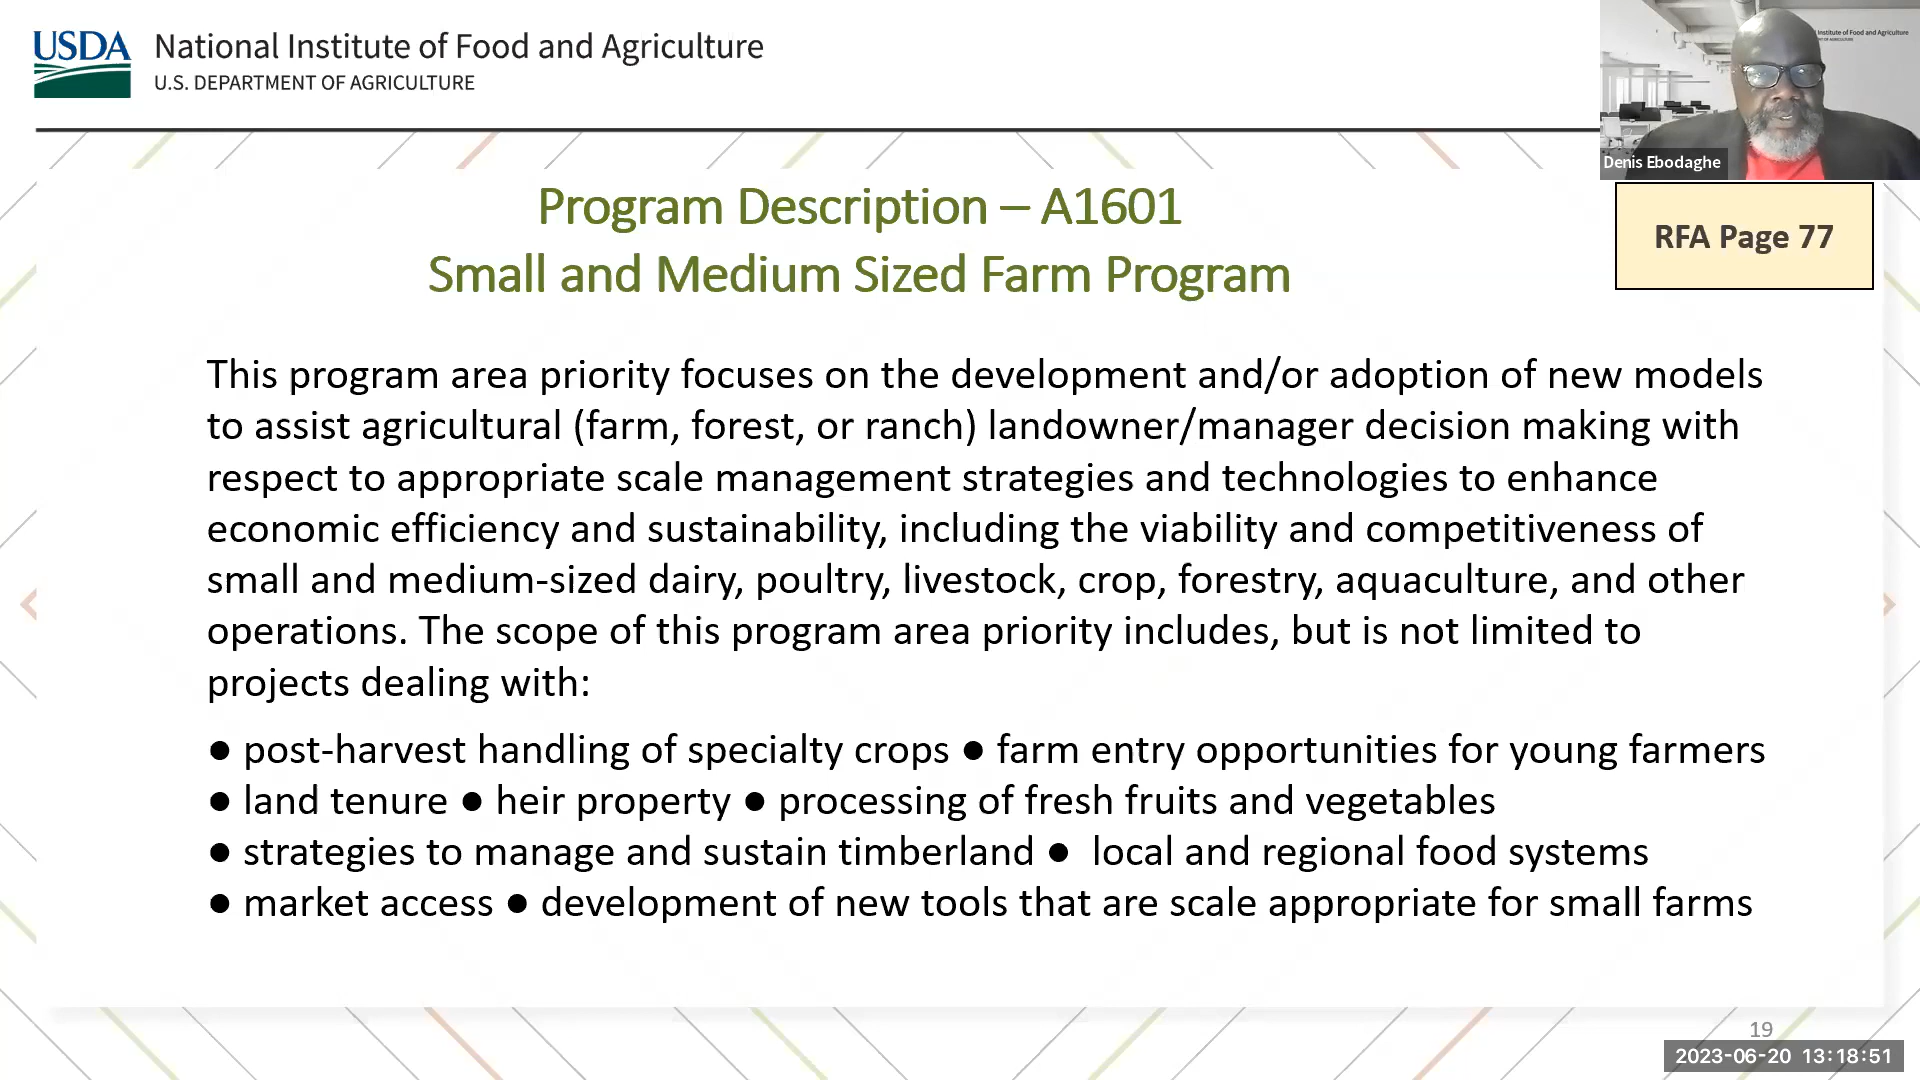 USDA
National Institute of Food and Agriculture
U.S. DEPARTMENT OF AGRICULTURE
Institute of Food and Agriculture
Denis Ebodaghe
Program Description – A1601
Small and Medium Sized Farm Program
RFA Page 77
This program area priority focuses on the development and/or adoption of new models
to assist agricultural (farm, forest, or ranch) landowner/manager decision making with
respect to appropriate scale management strategies and technologies to enhance
economic efficiency and sustainability, including the viability and competitiveness of
small and medium-sized dairy, poultry, livestock, crop, forestry, aquaculture, and other
operations. The scope of this program area priority includes, but is not limited to
projects dealing with:
● post-harvest handling of specialty crops ● farm entry opportunities for young farmers
● land tenure ● heir property ● processing of fresh fruits and vegetables
● strategies to manage and sustain timberland ● local and regional food systems
● market access ● development of new tools that are scale appropriate for small farms
19
2023-06-20 13:18:51